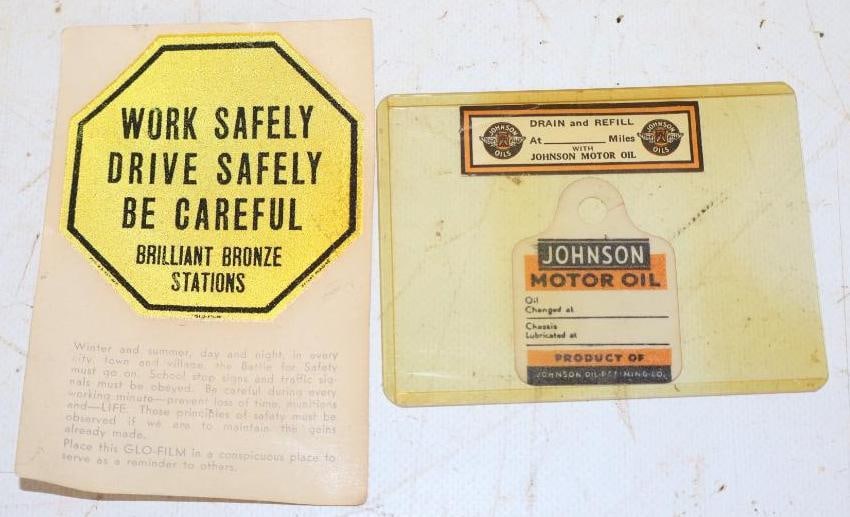 WORK SAFELY
DRIVE SAFELY
BE CAREFUL
BRILLIANT BRONZE
STATIONS
Winter and summer, day and night, in every
city, town and village, the Battle for Safety
must go on. School stop signs and traffic sig-
nals must be obeyed. Be careful during every
working minute—prevent loss of time, munitions
and—LIFE. These principles of safety must be
observed if we are to maintain the gains
already made.
Place this GLO-FILM in a conspicuous place to
serve as a reminder to others.
DRAIN and REFILL
At Miles
WITH
JOHNSON MOTOR OIL
JOHNSON
OILS
JOHNSON
OILS
JOHNSON
MOTOR OIL
Oil
Changed at
Chassis
Lubricated at
PRODUCT OF
JOHNSON OIL REFINING CO.